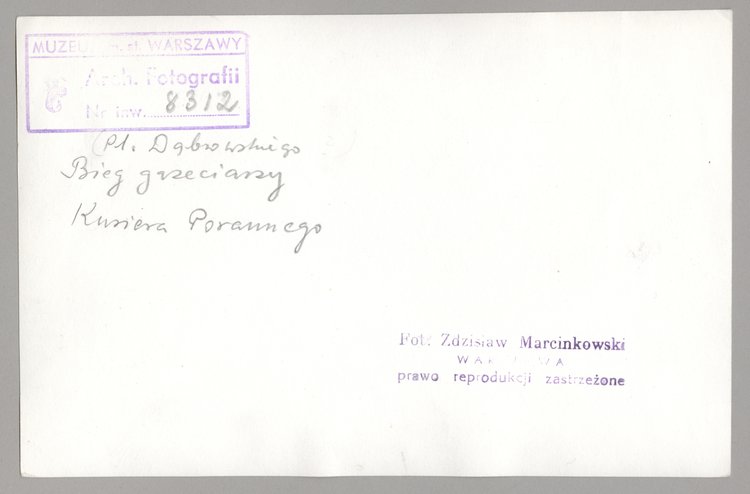 MUZEUM m. st. WARSZAWY
Arch. Fotografii
Nr inw. 8312
Pl. Dąbrowskiego
Bieg gazeciarzy
Kuriera Porannego
Fot: Zdzisław Marcinkowski
WARSZAWA
prawo reprodukcji zastrzeżone